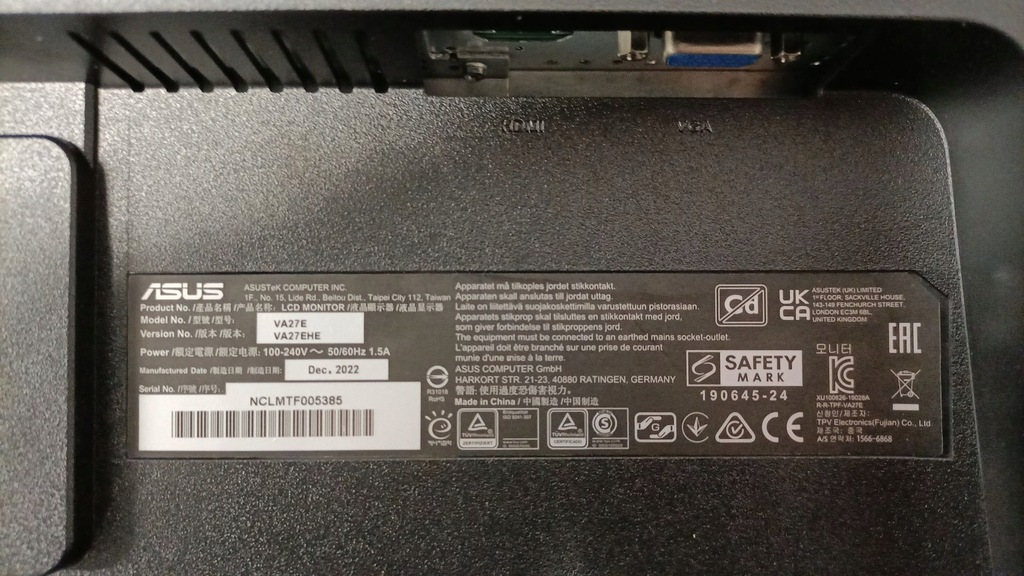 HDMI
VGA
ASUS
ASUSTeK COMPUTER INC.
1F., No. 15, Lide Rd., Beitou Dist., Taipei City 112, Taiwan
Product No. /產品名稱/产品名称: LCD MONITOR /液晶顯示器/液晶显示器
Model No. /型號/型号: VA27E
Version No. /版本/版本: VA27EHE
Power /額定電源/额定电源: 100-240V ~ 50/60Hz 1.5A
Manufactured Date /製造日期 /制造日期: Dec. 2022
Serial No. /序號 /序号:
NCLMTF005385
Apparatet må tilkoples jordet stikkontakt.
Apparaten skall anslutas till jordat uttag.
Laite on liitettävä suojakosketimilla varustettuun pistorasiaan.
Apparatets stikprop skal tilsluttes en stikkontakt med jord,
som giver forbindelse til stikproppens jord.
The equipment must be connected to an earthed mains socket-outlet.
L'appareil doit être branché sur une prise de courant
munie d'une mise à la terre.
ASUS COMPUTER GmbH
HARKORT STR. 21-23, 40880 RATINGEN, GERMANY
警語: 使用過度恐傷害視力。
Made in China / 中國製造 /中国制造
R31018
RoHS
TÜVRheinland
ZERTIFIZIERT
TÜVRheinland
CERTIFICADO
S
Cd
UK
CA
ASUSTEK (UK) LIMITED
1ST FLOOR, SACKVILLE HOUSE,
143-149 FENCHURCH STREET,
LONDON EC3M 6BL,
UNITED KINGDOM
SAFETY
MARK
190645-24
CE
EAC
모니터
XU100626-19028A
R-R-TPF-VA27E
신청인/제조자:
TPV Electronics(Fujian) Co., Ltd
제조국: 중국
A/S 연락처: 1566-6868